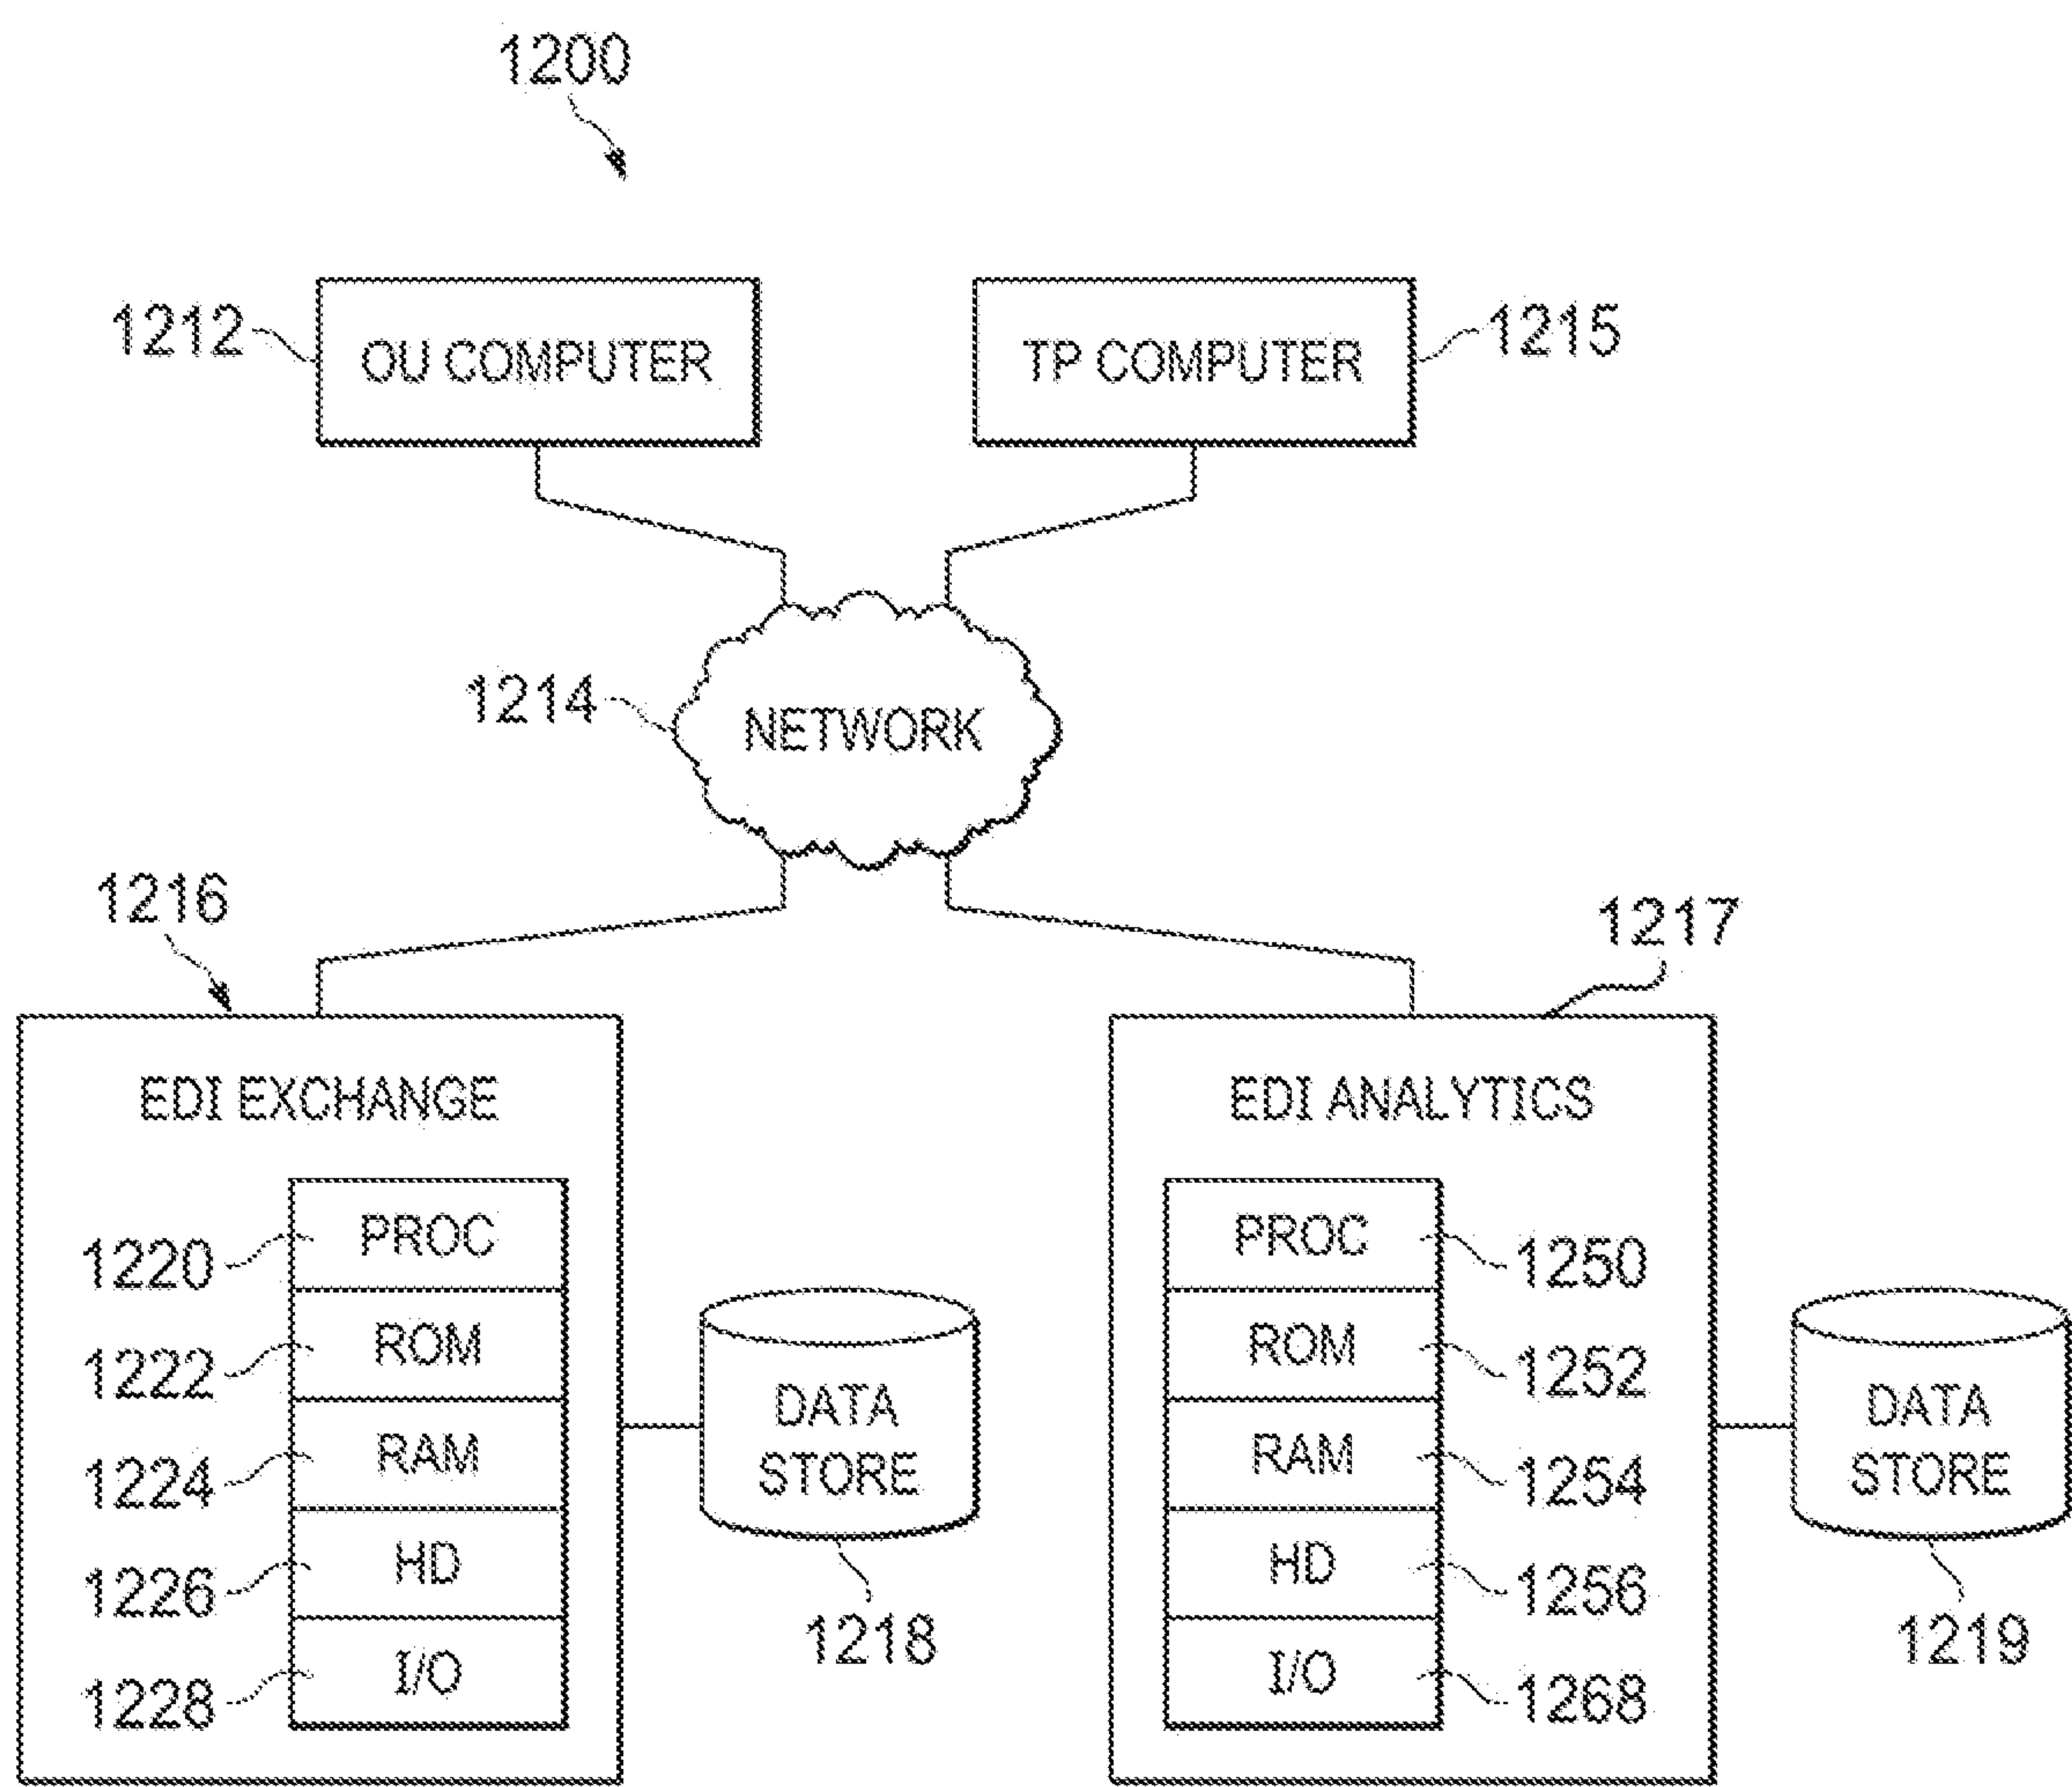 1200
1212
OU COMPUTER
TP COMPUTER
1215
1214
NETWORK
1216
1217
EDI EXCHANGE
1220
PROC
1222
ROM
1224
RAM
1226
HD
1228
I/O
DATA
STORE
1218
EDI ANALYTICS
PROC
1250
ROM
1252
RAM
1254
HD
1256
I/O
1268
DATA
STORE
1219